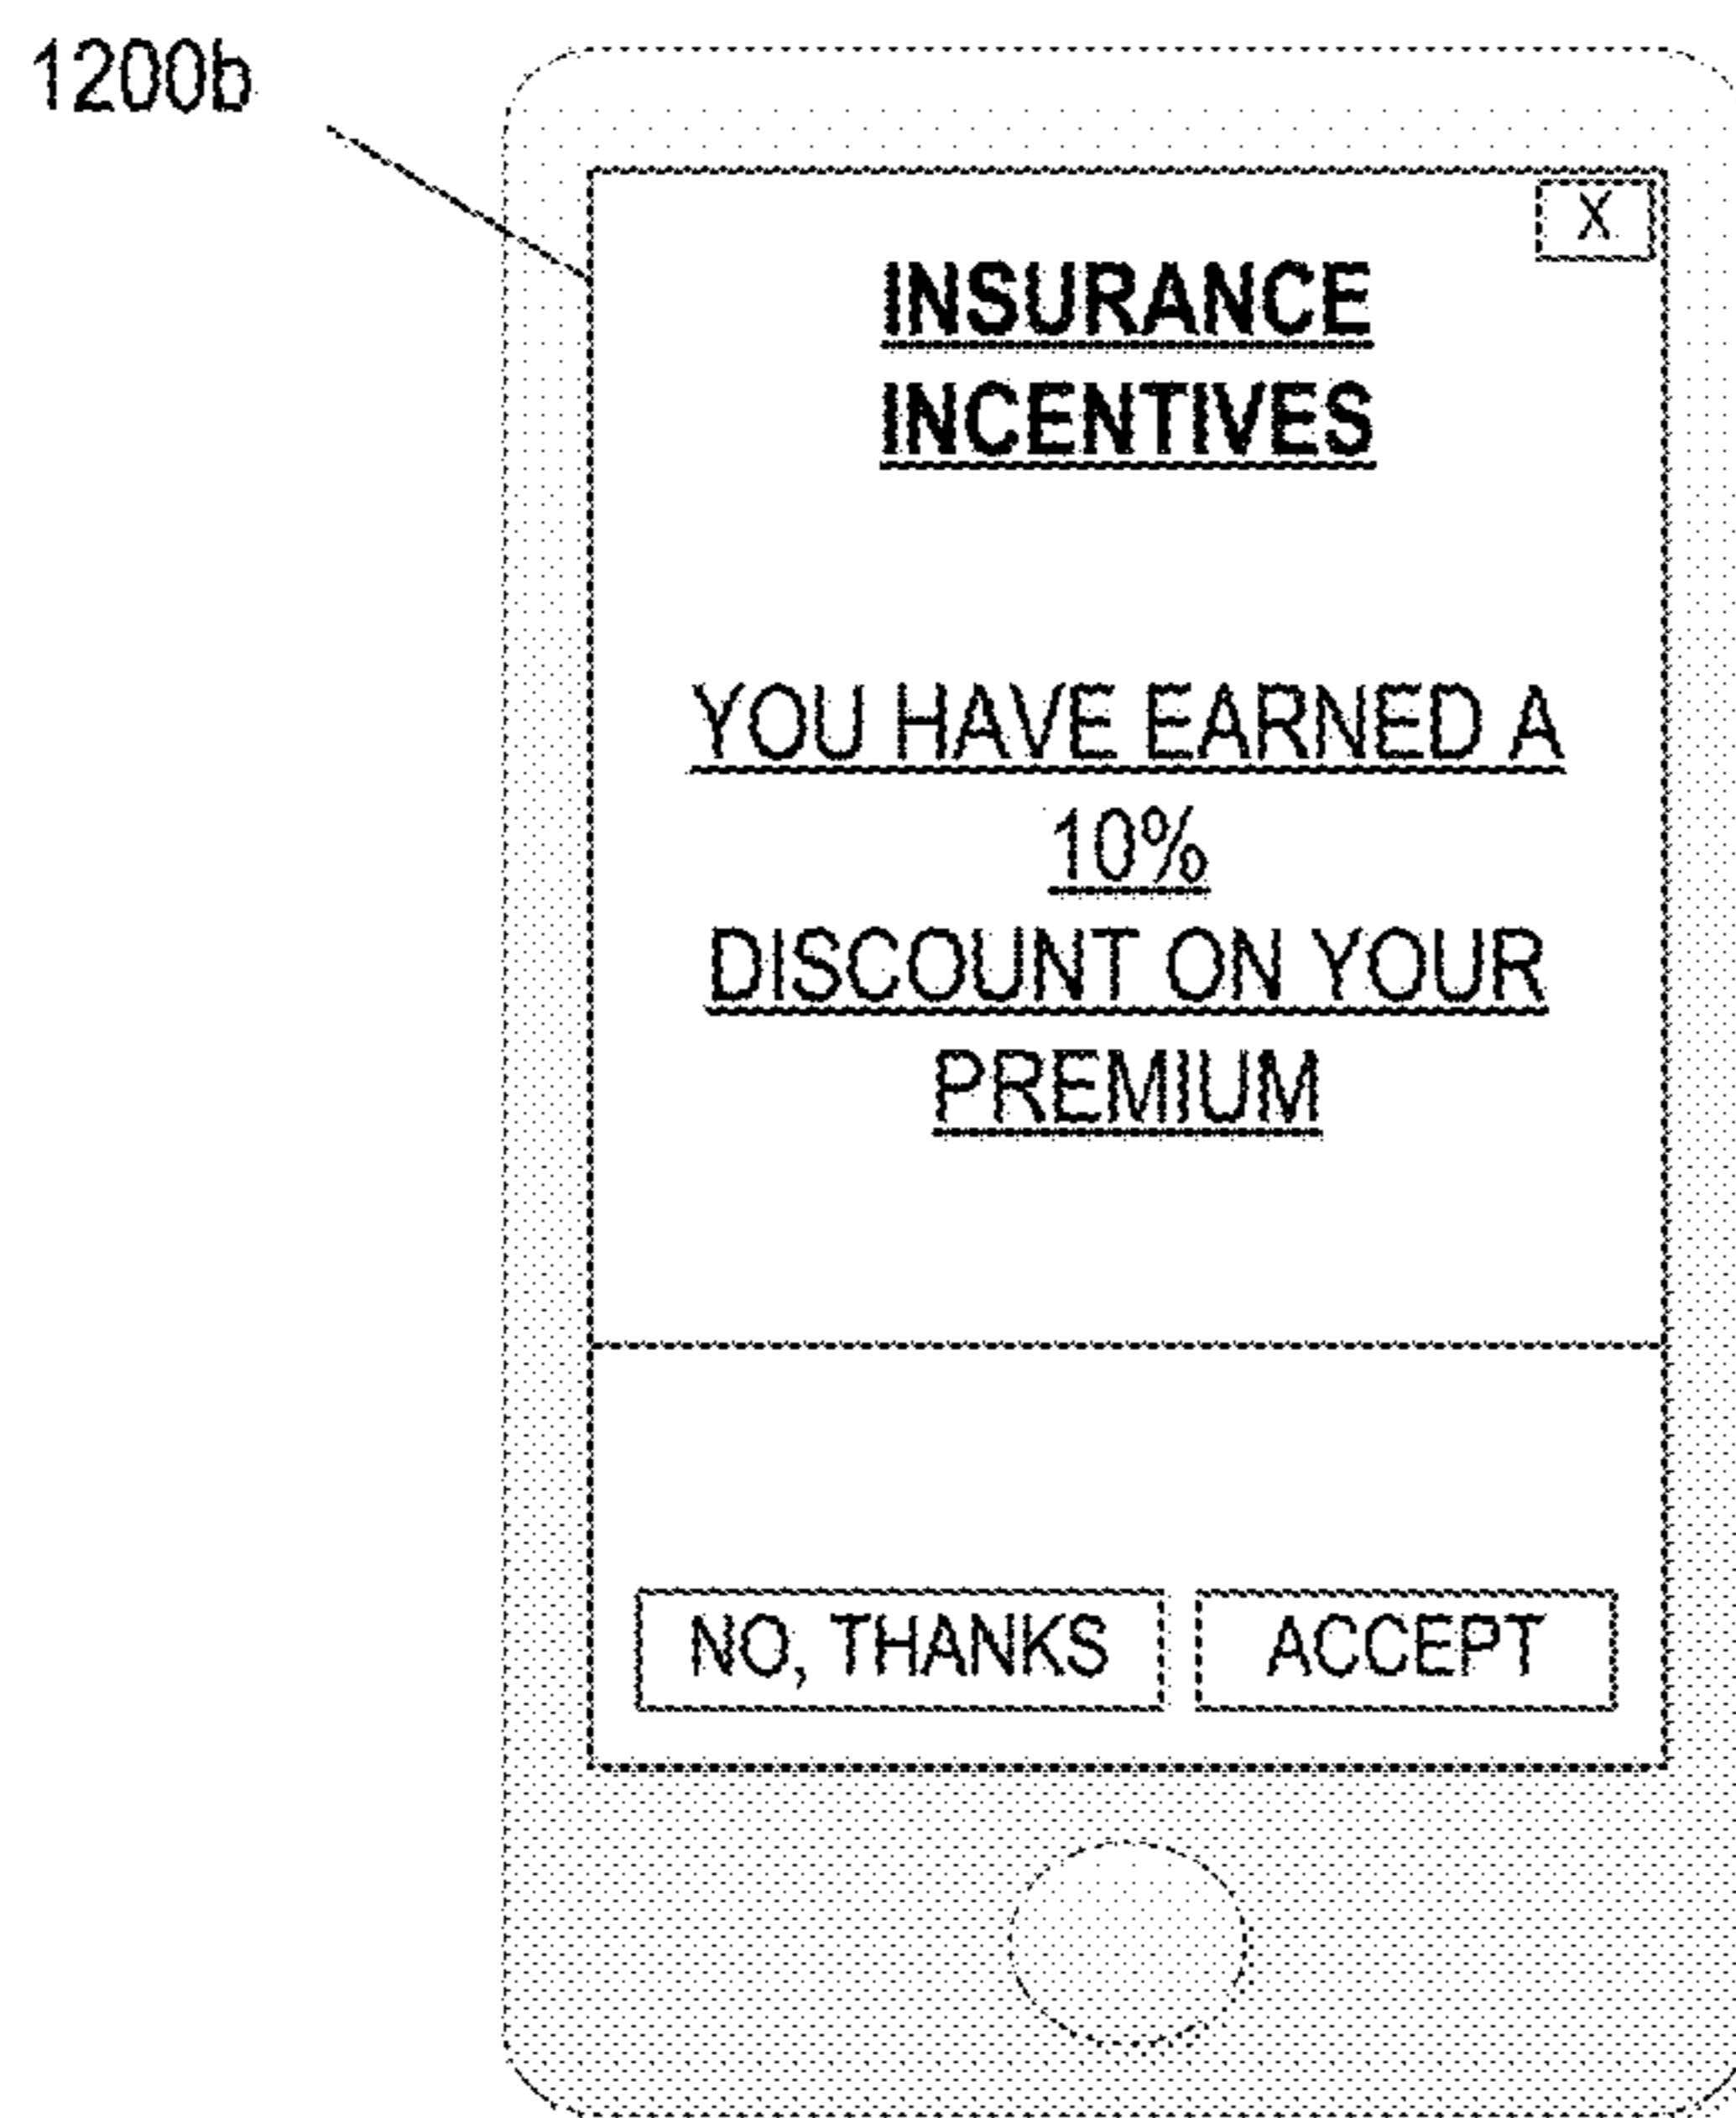 1200b
X
INSURANCE
INCENTIVES
YOU HAVE EARNED A
10%
DISCOUNT ON YOUR
PREMIUM
NO, THANKS
ACCEPT